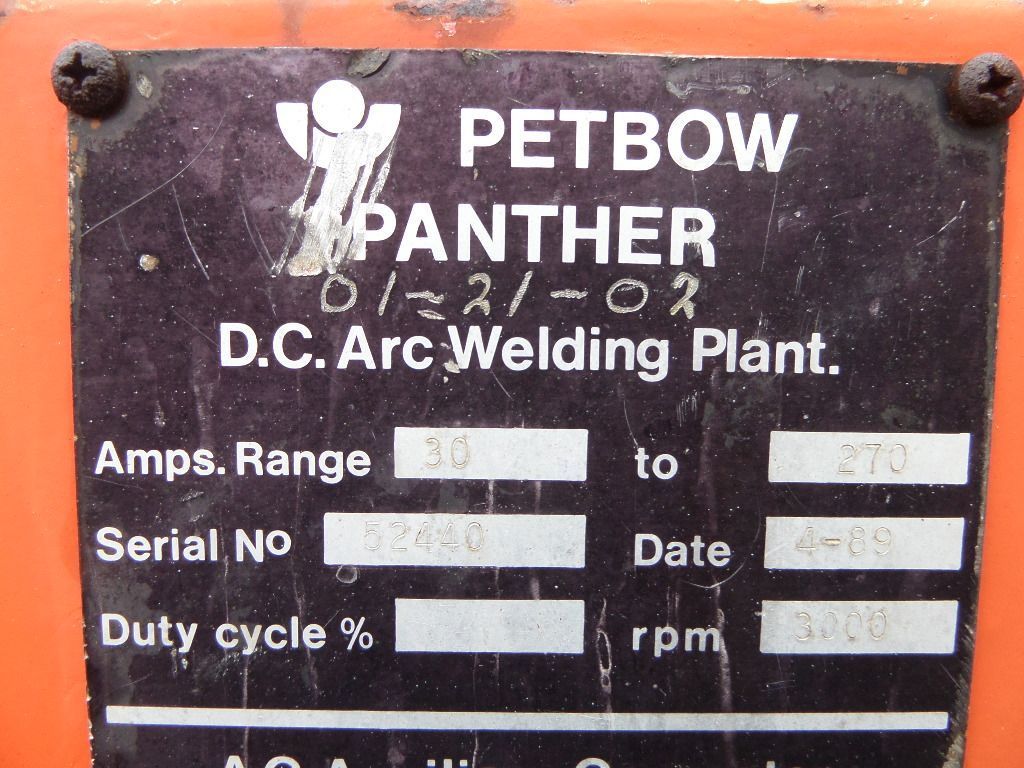 PETBOW
PANTHER
01-21-02
D.C. Arc Welding Plant.
Amps. Range 30 to 270
Serial No 52440 Date 4-89
Duty cycle % rpm 3000